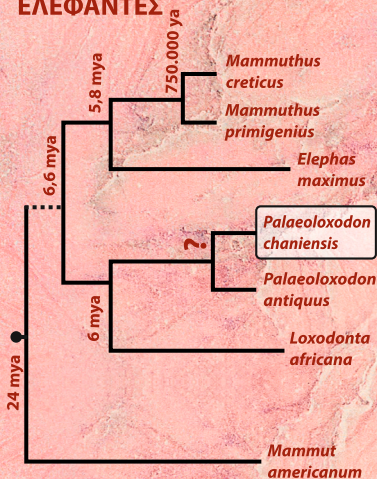 ΕΛΕΦΑΝΤΕΣ
750.000 ya
Mammuthus
creticus
5,8 mya
Mammuthus
primigenius
Elephas
maximus
6,6 mya
?
Palaeoloxodon
chaniensis
Palaeoloxodon
antiquus
6 mya
Loxodonta
africana
24 mya
Mammut
americanum